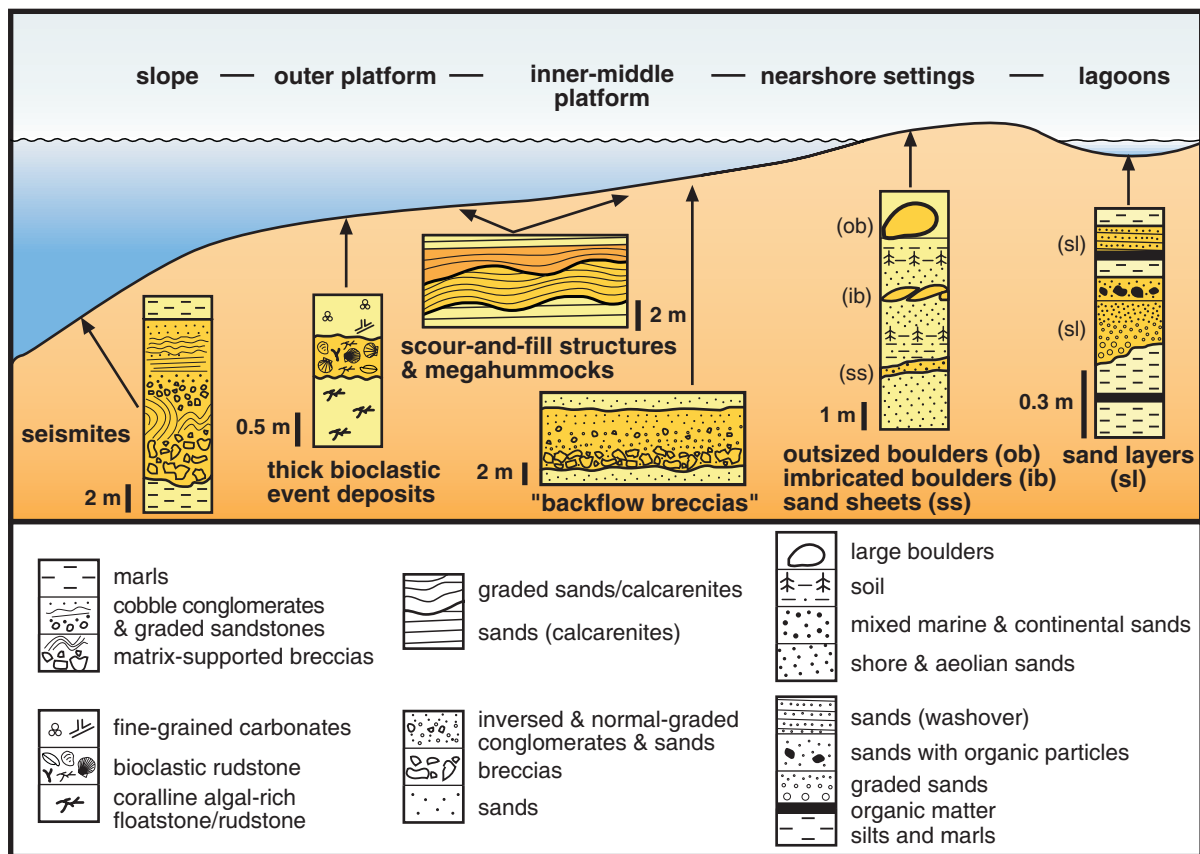 slope — outer platform — inner-middle platform — nearshore settings — lagoons
seismites
2 m
0.5 m
thick bioclastic
event deposits
2 m
scour-and-fill structures
& megahummocks
2 m
"backflow breccias"
(ob)
(ib)
(ss)
1 m
outsized boulders (ob)
imbricated boulders (ib)
sand sheets (ss)
(sl)
(sl)
0.3 m
sand layers
(sl)
marls
cobble conglomerates
& graded sandstones
matrix-supported breccias
fine-grained carbonates
bioclastic rudstone
coralline algal-rich
floatstone/rudstone
graded sands/calcarenites
sands (calcarenites)
inversed & normal-graded
conglomerates & sands
breccias
sands
large boulders
soil
mixed marine & continental sands
shore & aeolian sands
sands (washover)
sands with organic particles
graded sands
organic matter
silts and marls